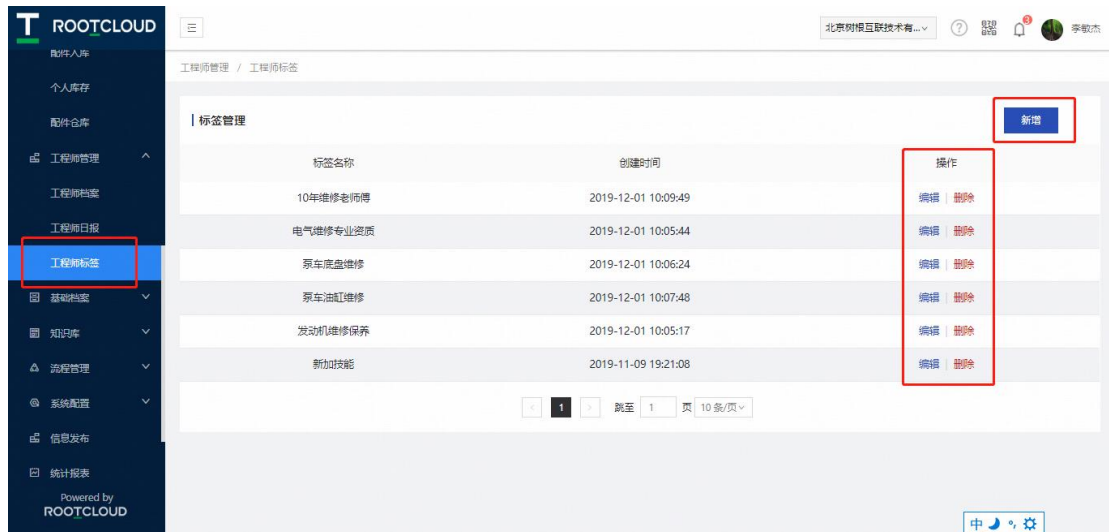 ROOTCLOUD
北京树根互联技术有...
3
李敏杰
配件入库
个人库存
配件仓库
工程师管理
工程师档案
工程师日报
工程师标签
基础档案
知识库
流程管理
系统配置
信息发布
统计报表
Powered by
ROOTCLOUD
工程师管理 / 工程师标签
标签管理
新增
标签名称 创建时间 操作
10年维修老师傅 2019-12-01 10:09:49 编辑 | 删除
电气维修专业资质 2019-12-01 10:05:44 编辑 | 删除
泵车底盘维修 2019-12-01 10:06:24 编辑 | 删除
泵车油缸维修 2019-12-01 10:07:48 编辑 | 删除
发动机维修保养 2019-12-01 10:05:17 编辑 | 删除
新加技能 2019-11-09 19:21:08 编辑 | 删除
< 1 > 跳至 1 页 10 条/页
中